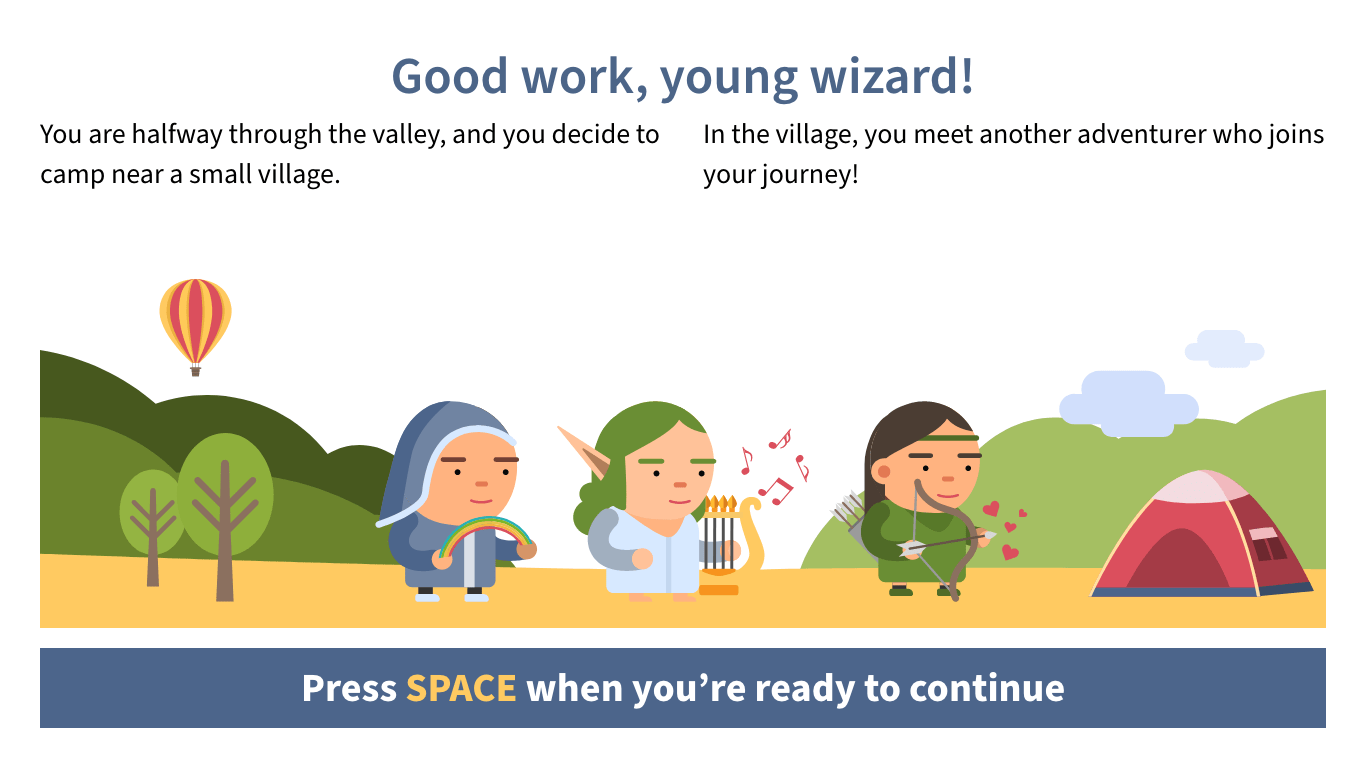 Good work, young wizard!
You are halfway through the valley, and you decide to
camp near a small village.
In the village, you meet another adventurer who joins
your journey!
Press SPACE when you’re ready to continue